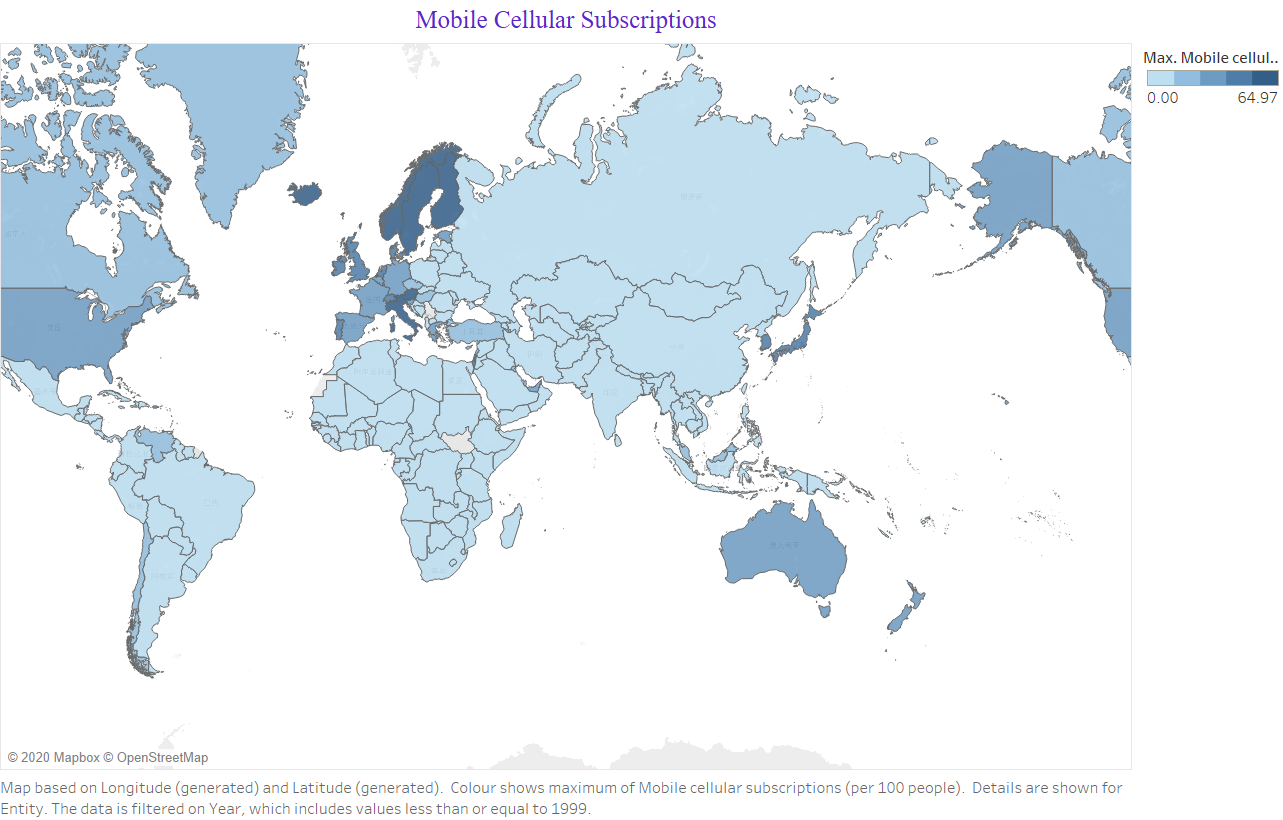 Mobile Cellular Subscriptions
Max. Mobile cellul..
0.00 64.97
© 2020 Mapbox © OpenStreetMap
Map based on Longitude (generated) and Latitude (generated). Colour shows maximum of Mobile cellular subscriptions (per 100 people). Details are shown for
Entity. The data is filtered on Year, which includes values less than or equal to 1999.